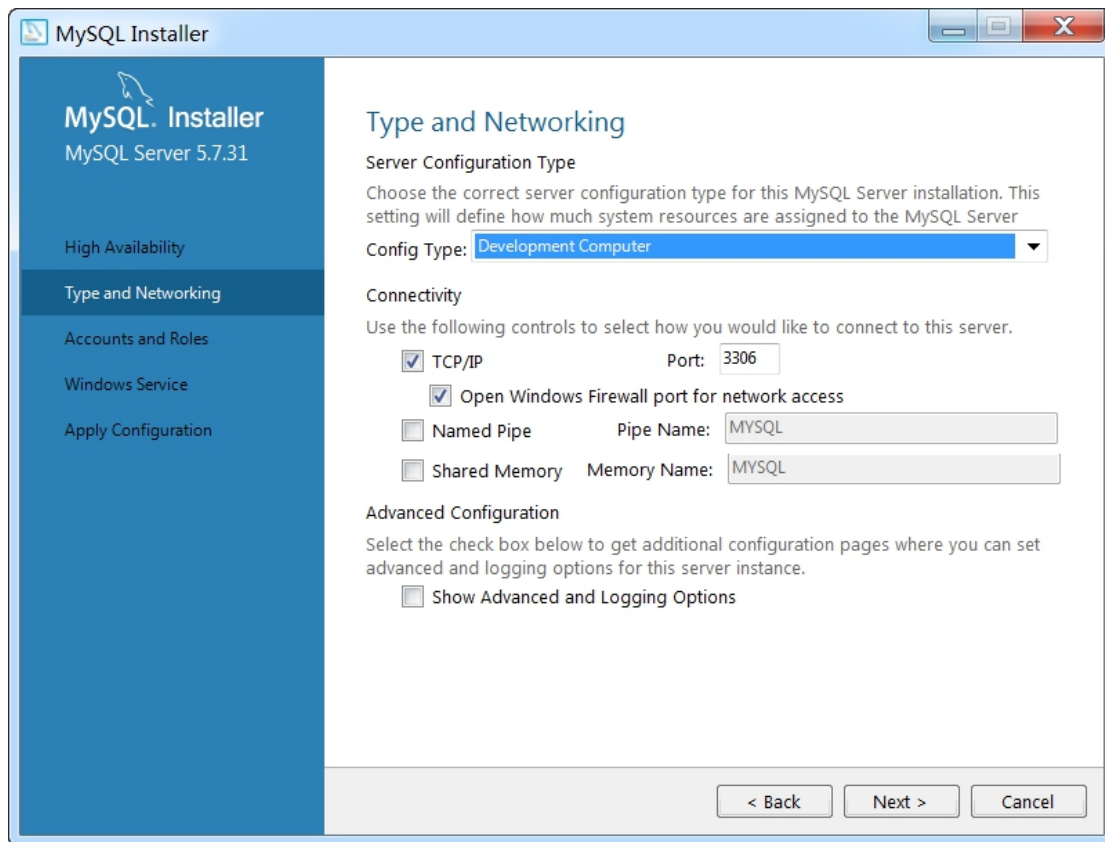 MySQL Installer
MySQL. Installer
MySQL Server 5.7.31
High Availability
Type and Networking
Accounts and Roles
Windows Service
Apply Configuration
Type and Networking
Server Configuration Type
Choose the correct server configuration type for this MySQL Server installation. This
setting will define how much system resources are assigned to the MySQL Server
Config Type: Development Computer
Connectivity
Use the following controls to select how you would like to connect to this server.
TCP/IP Port: 3306
Open Windows Firewall port for network access
Named Pipe Pipe Name: MYSQL
Shared Memory Memory Name: MYSQL
Advanced Configuration
Select the check box below to get additional configuration pages where you can set
advanced and logging options for this server instance.
Show Advanced and Logging Options
< Back Next > Cancel